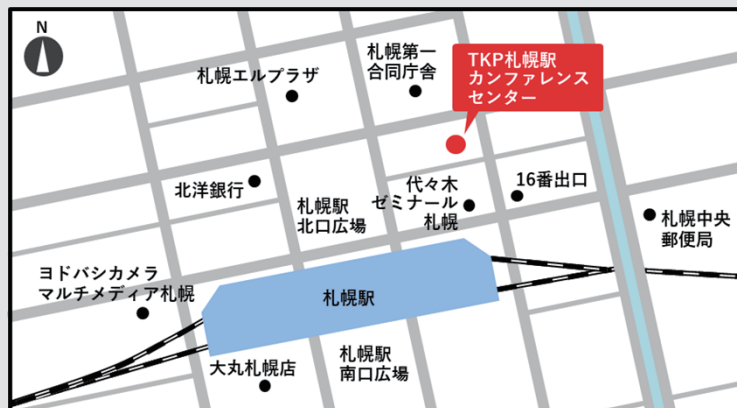 N
札幌エルプラザ
札幌第一
合同庁舎
TKP札幌駅
カンファレンス
センター
北洋銀行
札幌駅
北口広場
代々木
ゼミナール
札幌
16番出口
札幌中央
郵便局
ヨドバシカメラ
マルチメディア札幌
札幌駅
大丸札幌店
札幌駅
南口広場